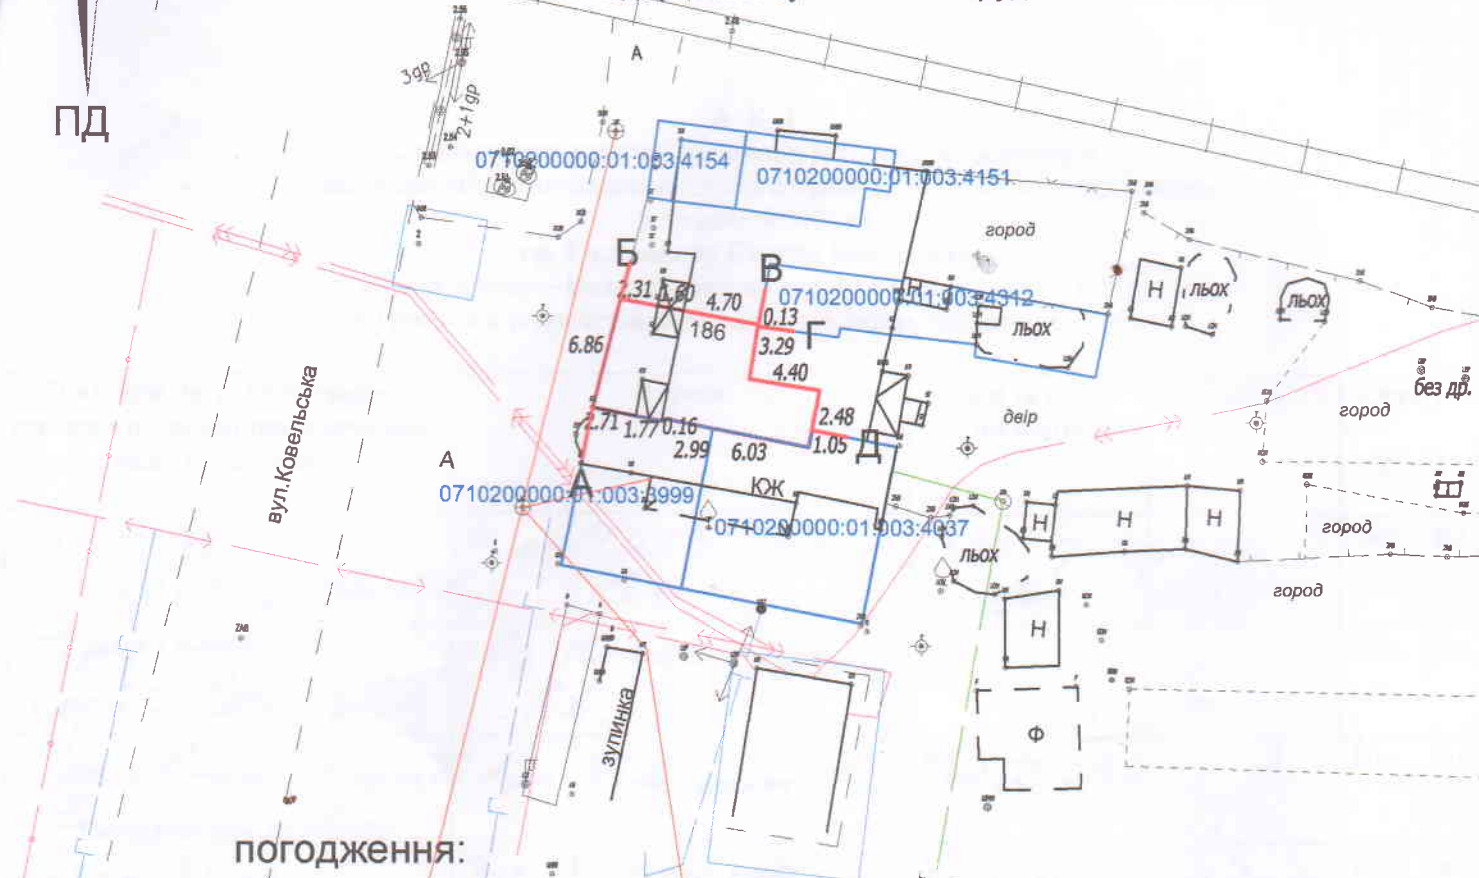 ПД
3др
2+1др
А
0710200000:01:003:4154
0710200000:01:003:4151
город
Б
В
2.31
1.60
4.70
0710200000:01:003:4312
Н
Н
льох
льох
льох
0.13
186
Г
6.86
3.29
4.40
без др.
вул.Ковельська
2.71
1.77
0.16
2.99
6.03
2.48
1.05
Д
двір
город
А
А
КЖ
0710200000:01:003:3999
0710200000:01:003:4037
Н
Н
Н
город
льох
город
Н
зупинка
Ф
погодження: